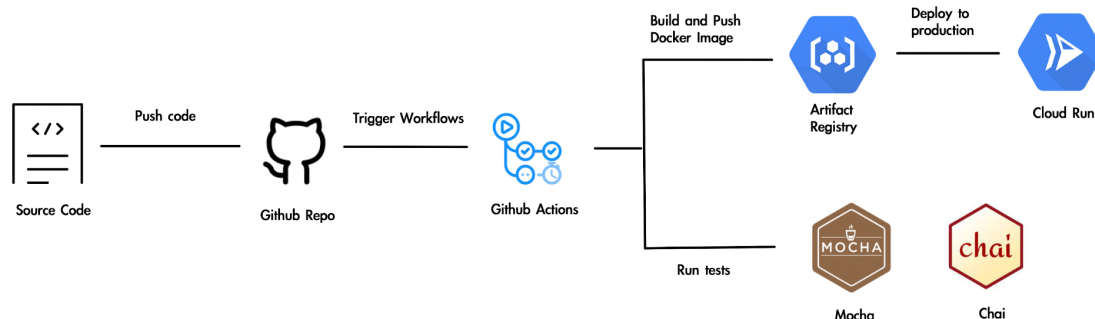 Build and Push
Docker Image
Deploy to
production
</>
Push code
Trigger Workflows
Artifact
Registry
Cloud Run
Source Code
Github Repo
Github Actions
MOCHA
chai
Run tests
Mocha
Chai